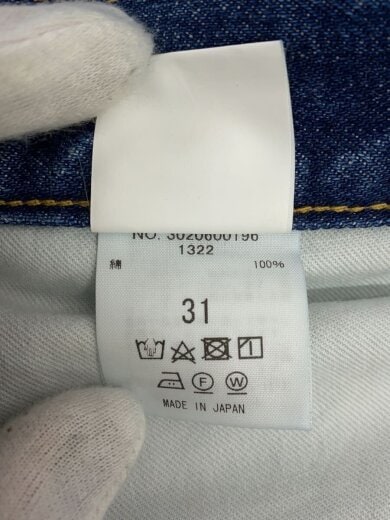 NO. 3020600196
1322
綿 100%
31
F W
MADE IN JAPAN